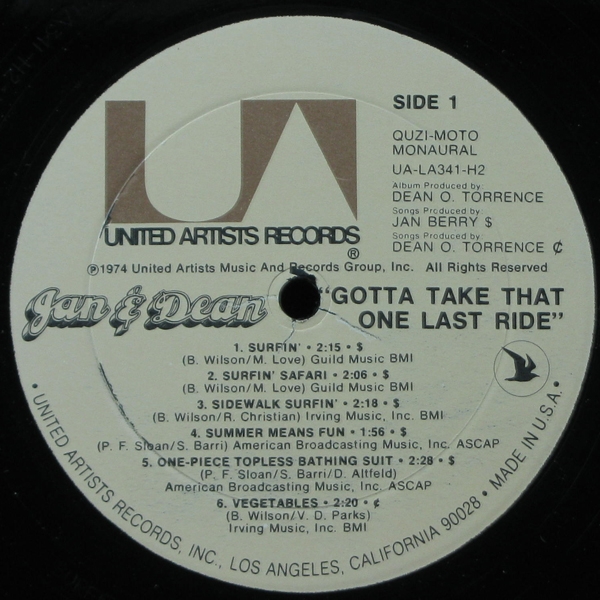 UA
SIDE 1
QUZI-MOTO
MONAURAL
UA-LA341-H2
Album Produced by:
DEAN O. TORRENCE
Songs Produced by:
JAN BERRY $
Songs Produced by:
DEAN O. TORRENCE ¢
UNITED ARTISTS RECORDS®
℗1974 United Artists Music And Records Group, Inc. All Rights Reserved
Jan & Dean
"GOTTA TAKE THAT
ONE LAST RIDE"
1. SURFIN' • 2:15 • $
(B. Wilson/M. Love) Guild Music BMI
2. SURFIN' SAFARI • 2:06 • $
(B. Wilson/M. Love) Guild Music BMI
3. SIDEWALK SURFIN' • 2:18 • $
(B. Wilson/R. Christian) Irving Music, Inc. BMI
4. SUMMER MEANS FUN • 1:56 • $
(P. F. Sloan/S. Barri) American Broadcasting Music, Inc. ASCAP
5. ONE-PIECE TOPLESS BATHING SUIT • 2:28 • $
(P. F. Sloan/S. Barri/D. Altfeld)
American Broadcasting Music, Inc. ASCAP
6. VEGETABLES • 2:20 • ¢
(B. Wilson/V. D. Parks)
Irving Music, Inc. BMI
• UNITED ARTISTS RECORDS, INC., LOS ANGELES, CALIFORNIA 90028 • MADE IN U.S.A. •